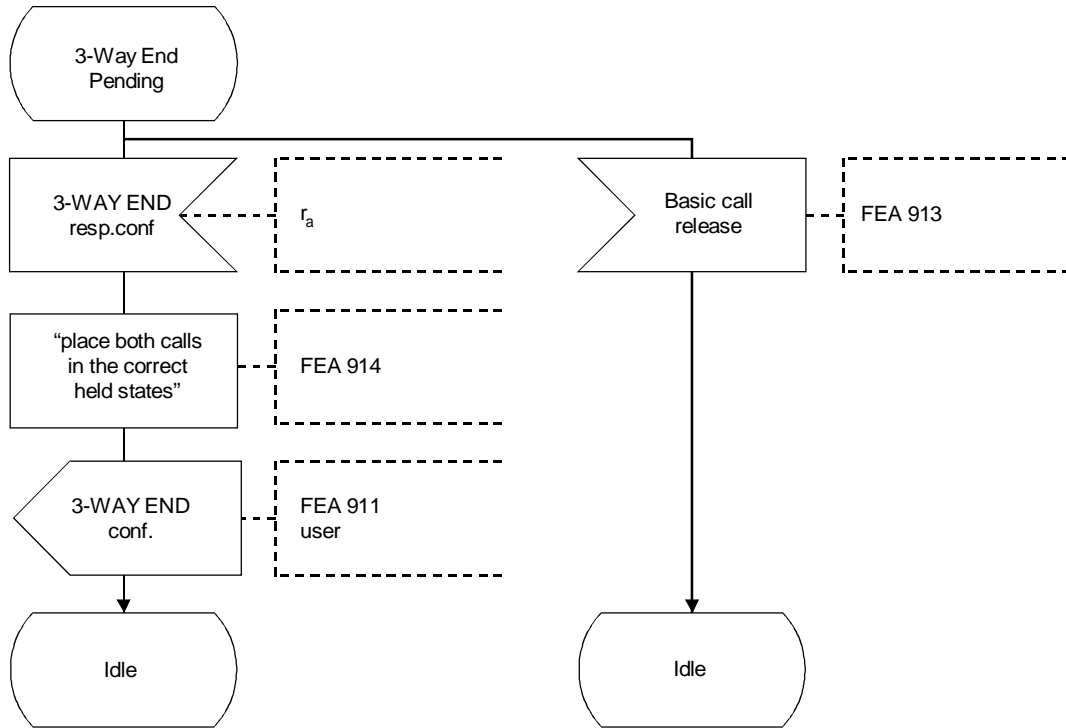 3-Way End
Pending
3-WAY END
resp.conf
rₐ
Basic call
release
FEA 913
“place both calls
in the correct
held states”
FEA 914
3-WAY END
conf.
FEA 911
user
Idle
Idle